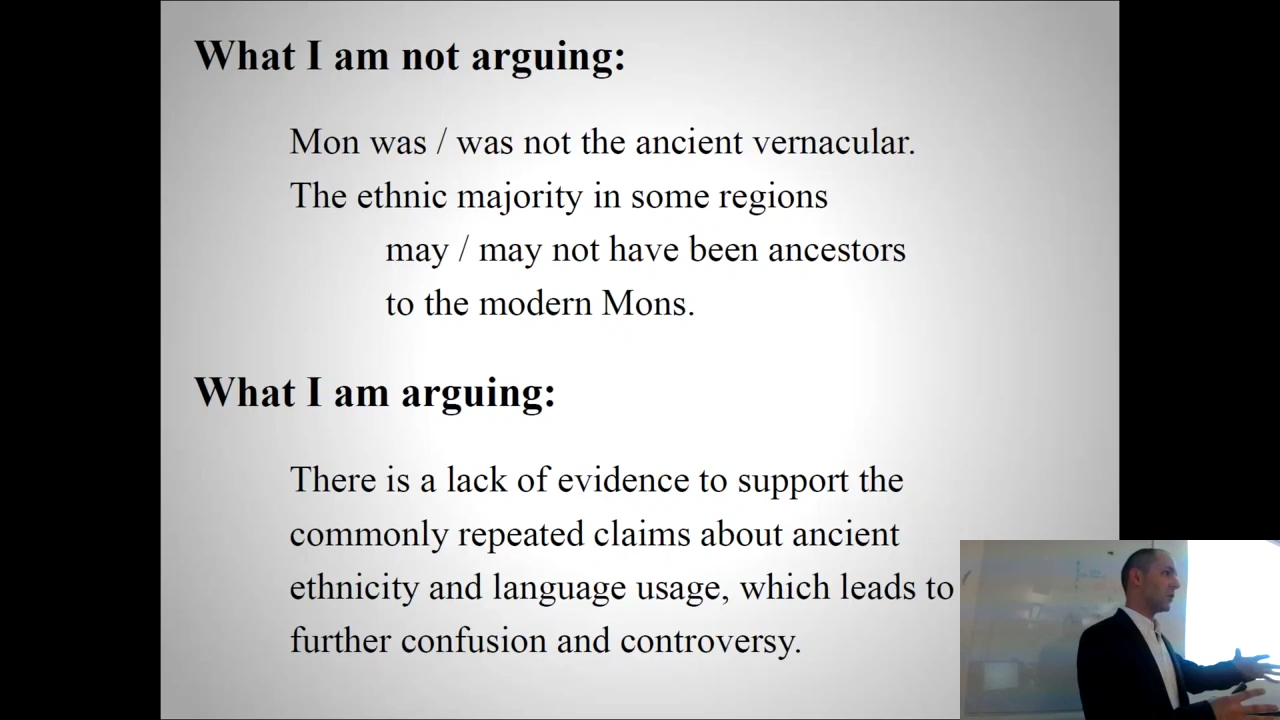 What I am not arguing:
Mon was / was not the ancient vernacular.
The ethnic majority in some regions
may / may not have been ancestors
to the modern Mons.
What I am arguing:
There is a lack of evidence to support the
commonly repeated claims about ancient
ethnicity and language usage, which leads to
further confusion and controversy.